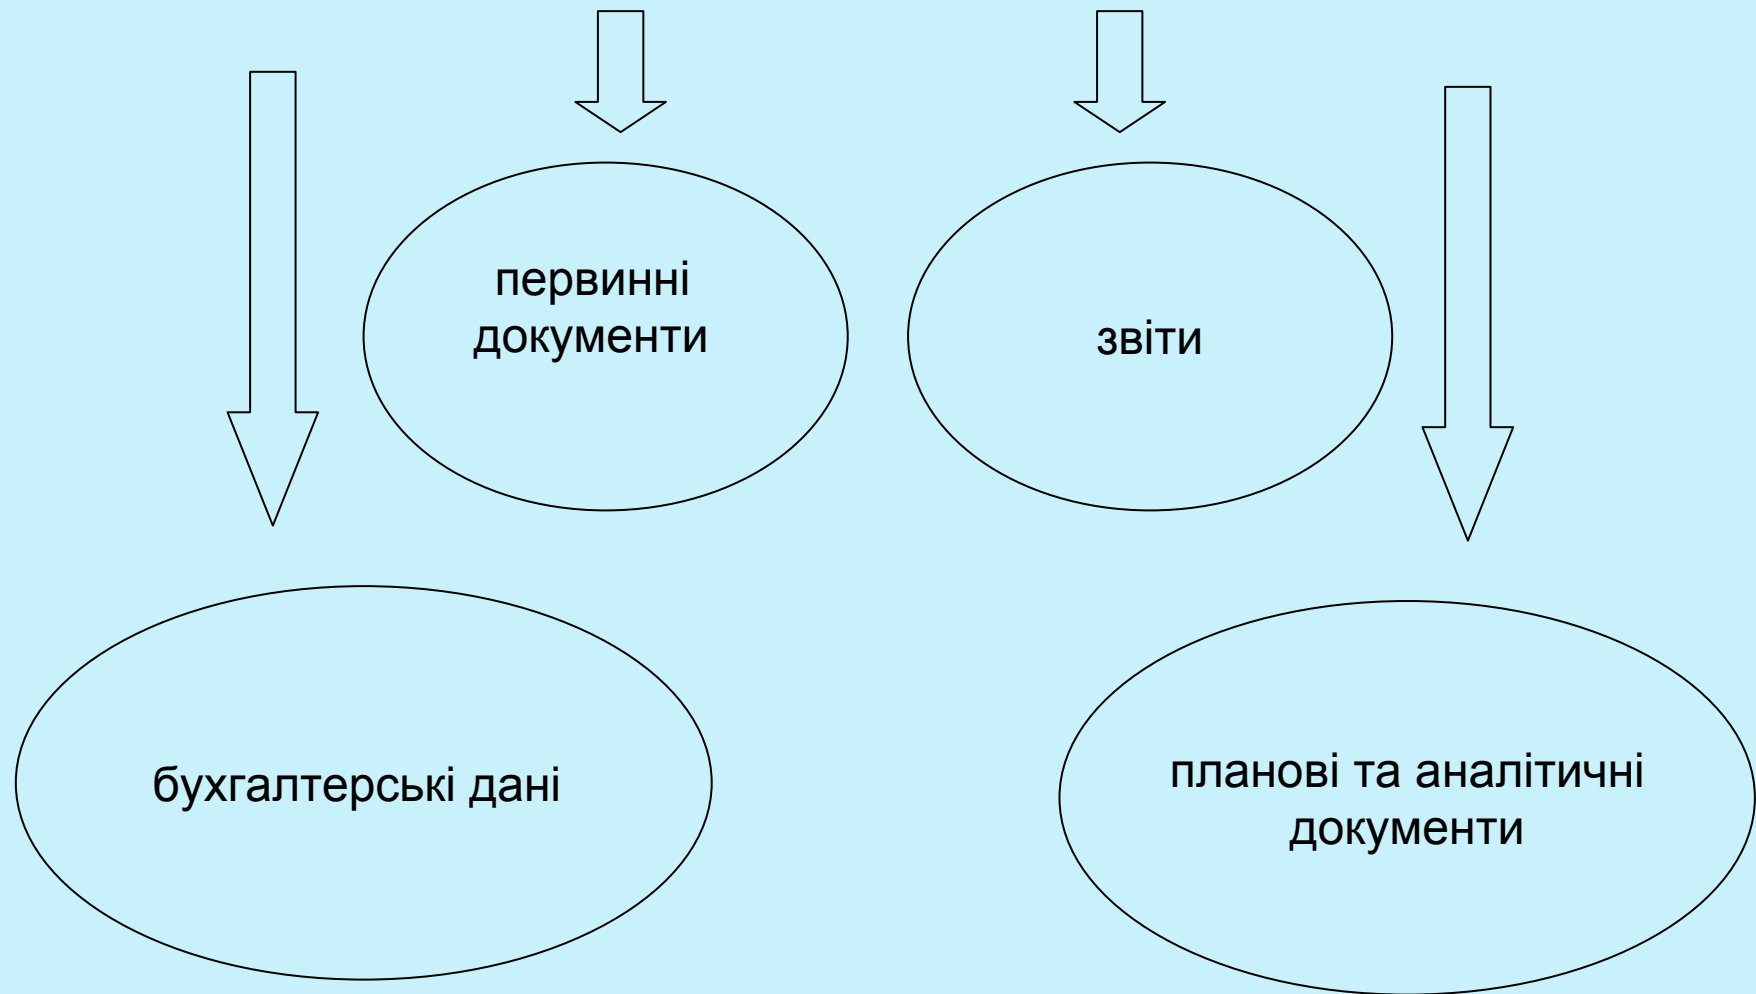 первинні
документи
звіти
бухгалтерські дані
планові та аналітичні
документи